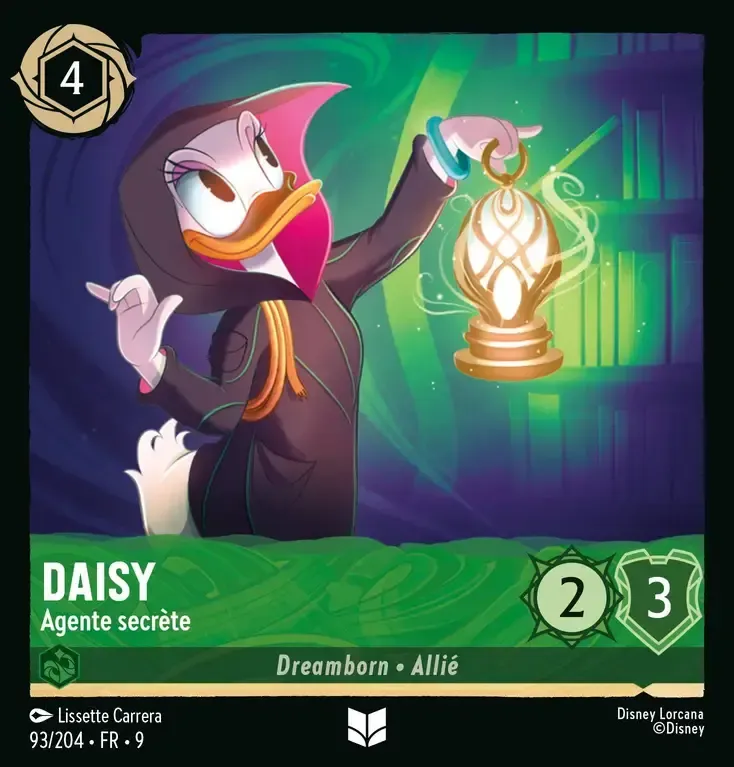 4
DAISY
Agente secrète
2
3
Dreamborn • Allié
Lissette Carrera
93/204 • FR • 9
Disney Lorcana
©Disney